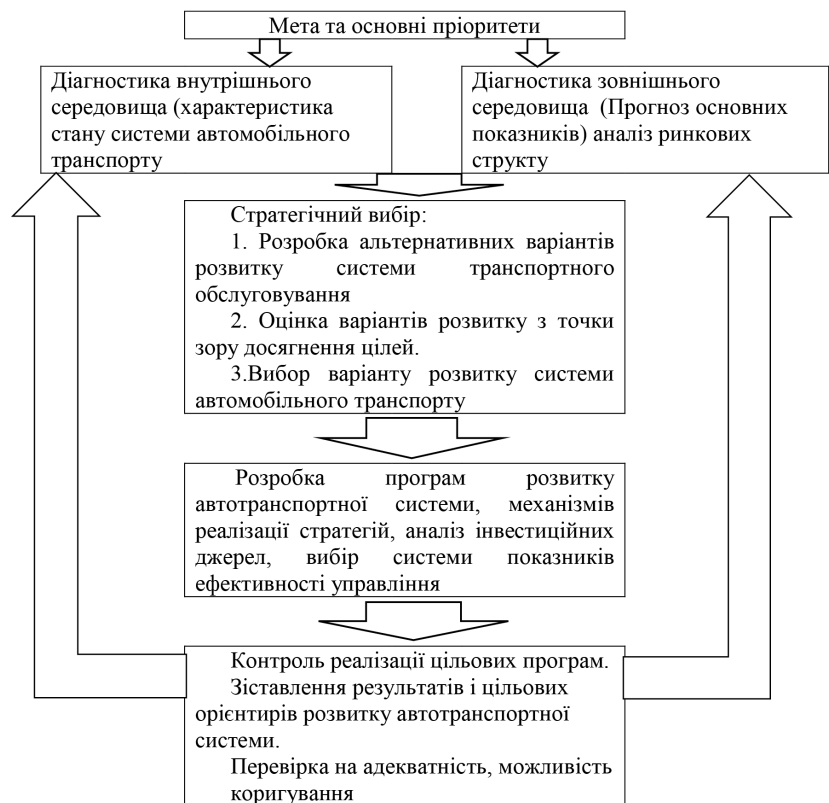 Мета та основні пріоритети
Діагностика внутрішнього
середовища (характеристика
стану системи автомобільного
транспорту
Діагностика зовнішнього
середовища (Прогноз основних
показників) аналіз ринкових
структу
Стратегічний вибір:
1. Розробка альтернативних варіантів
розвитку системи транспортного
обслуговування
2. Оцінка варіантів розвитку з точки
зору досягнення цілей.
3.Вибор варіанту розвитку системи
автомобільного транспорту
Розробка програм розвитку
автотранспортної системи, механізмів
реалізації стратегій, аналіз інвестиційних
джерел, вибір системи показників
ефективності управління
Контроль реалізації цільових програм.
Зіставлення результатів і цільових
орієнтирів розвитку автотранспортної
системи.
Перевірка на адекватність, можливість
коригування